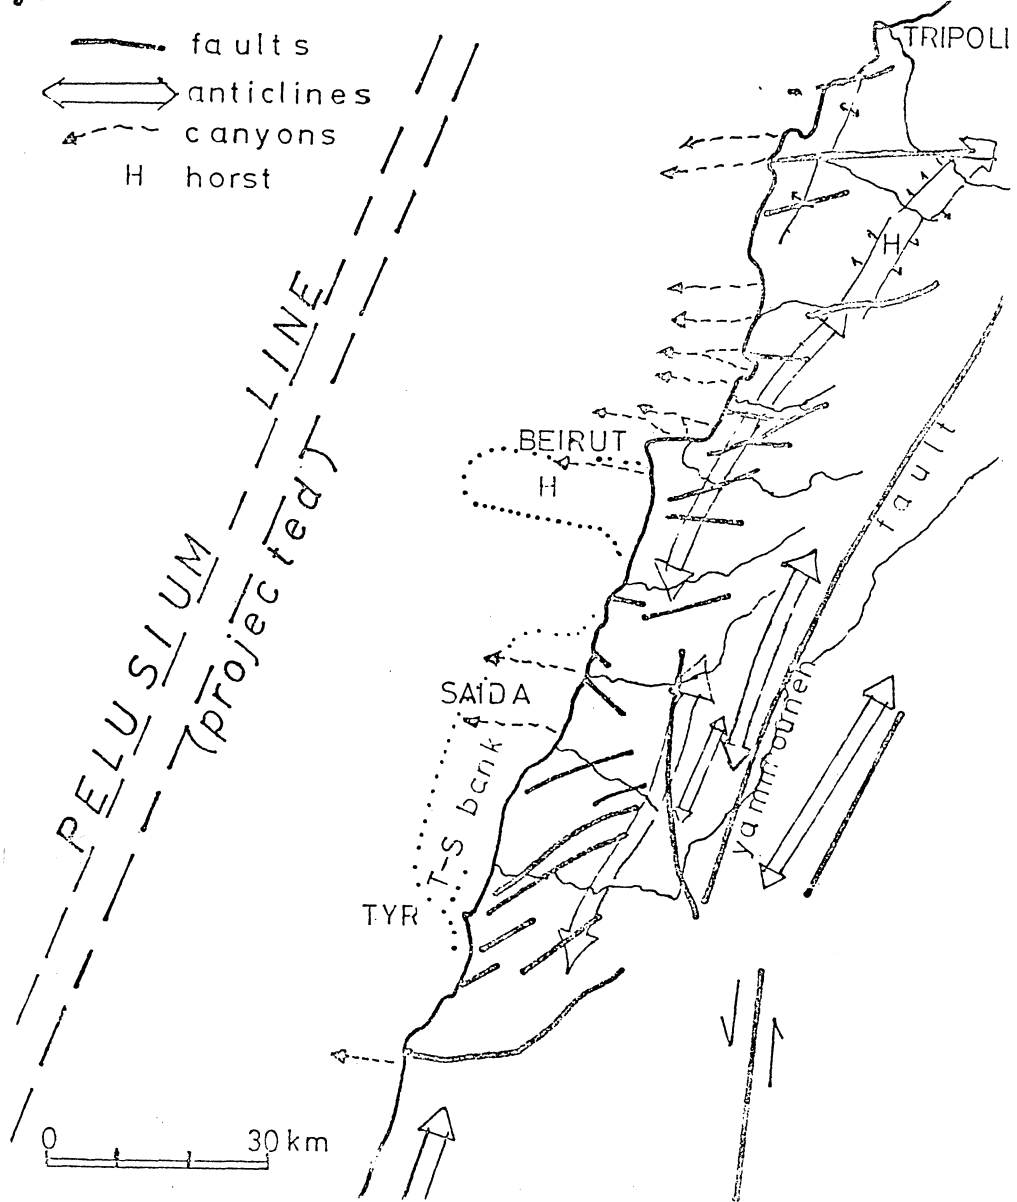 faults
anticlines
canyons
H horst
TRIPOLI
H
PELUSIUM LINE
(projected)
BEIRUT
H
fault
yammouneh
SAIDA
T-S bank
TYR
0 30 km